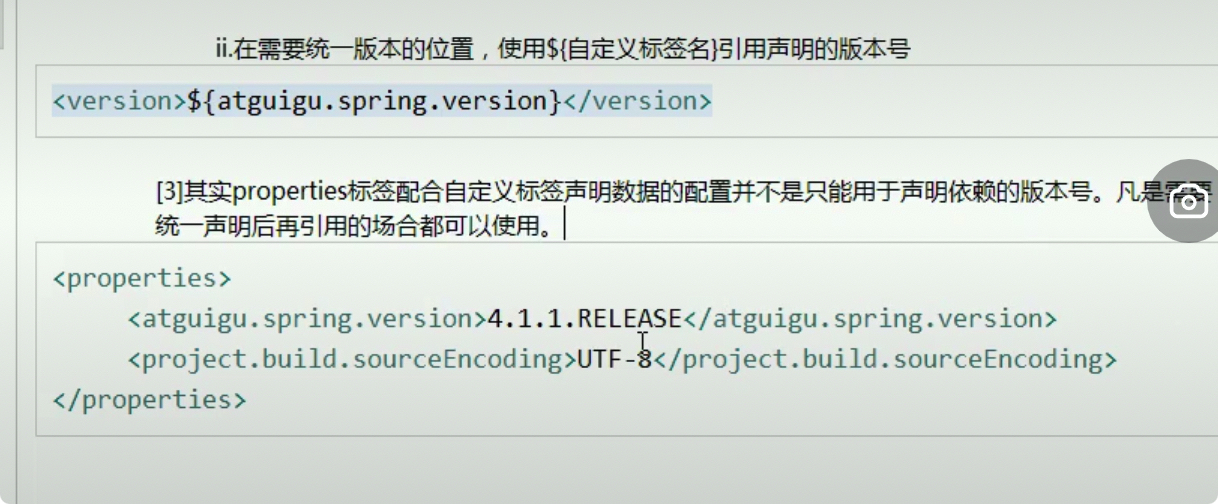 ii.在需要统一版本的位置，使用${自定义标签名}引用声明的版本号
<version>${atguigu.spring.version}</version>
[3]其实properties标签配合自定义标签声明数据的配置并不是只能用于声明依赖的版本号。凡是需要
统一声明后再引用的场合都可以使用。
<properties>
<atguigu.spring.version>4.1.1.RELEASE</atguigu.spring.version>
<project.build.sourceEncoding>UTF-8</project.build.sourceEncoding>
</properties>